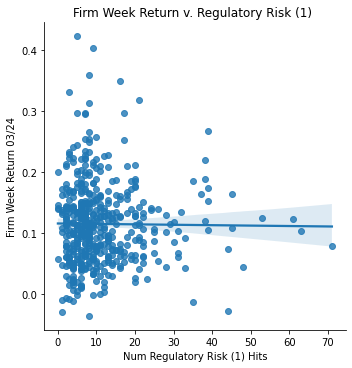 Firm Week Return v. Regulatory Risk (1)
0.4
0.3
0.2
0.1
0.0
Firm Week Return 03/24
0 10 20 30 40 50 60 70
Num Regulatory Risk (1) Hits